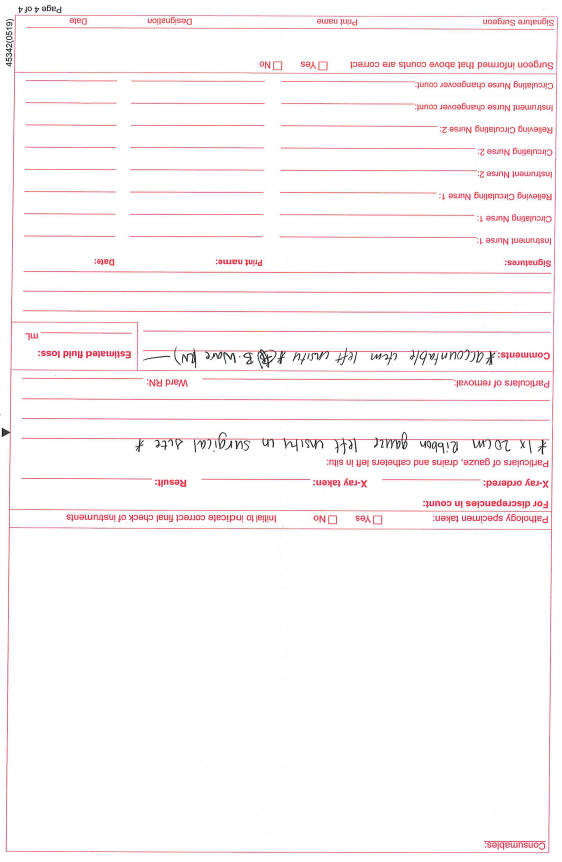 Consumables:
Pathology specimen taken: Yes No Initial to indicate correct final check of instruments
For discrepancies in count:
X-ray ordered: X-ray taken: Result:
Particulars of gauze, drains and catheters left in situ:
* 1 x 20cm Ribbon gauze left insity in surgical site *
Particulars of removal: Ward RN:
Comments: *accountable item left insity * B. Ware RN) Estimated fluid loss:
mL
Signatures: Print name: Date:
Instrument Nurse 1:
Circulating Nurse 1:
Relieving Circulating Nurse 1:
Instrument Nurse 2:
Circulating Nurse 2:
Relieving Circulating Nurse 2:
Instrument Nurse changeover count:
Circulating Nurse changeover count:
Surgeon informed that above counts are correct Yes No
Signature Surgeon Print name Designation Date
Page 4 of 4
45342(0519)